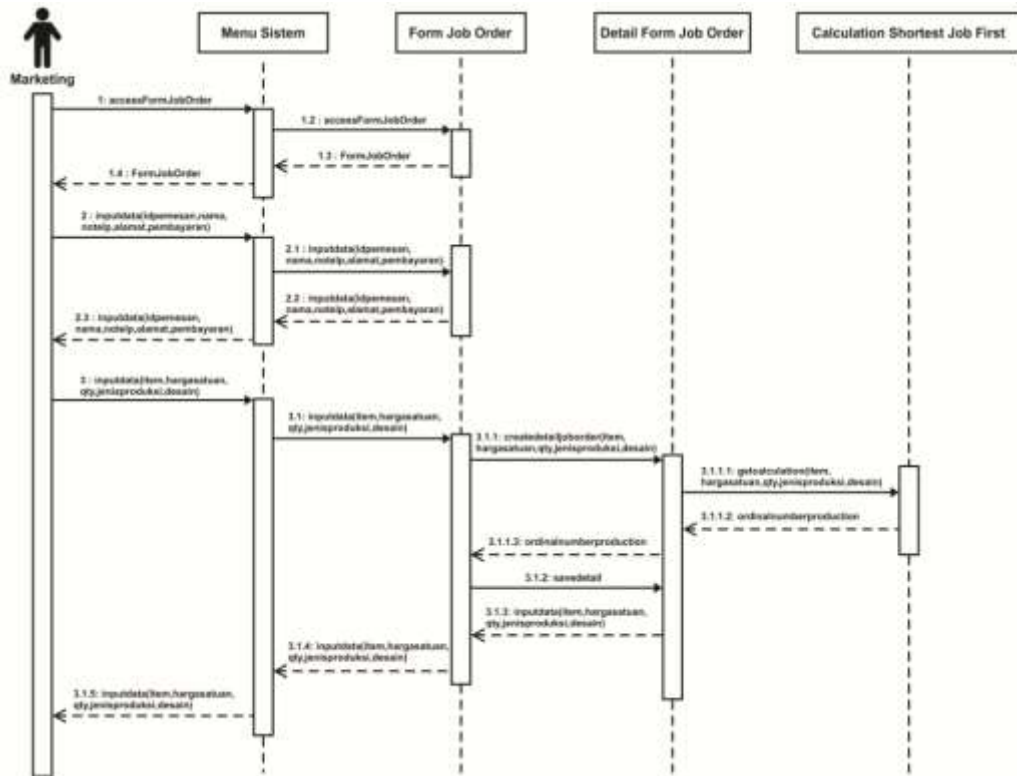 Marketing
Menu Sistem
Form Job Order
Detail Form Job Order
Calculation Shortest Job First
1: accessFormJobOrder
1.2 : accessFormJobOrder
1.3 : FormJobOrder
1.4 : FormJobOrder
2 : inputdata(idpemesan,nama,
notelp,alamat,pembayaran)
2.1 : inputdata(idpemesan,
nama,notelp,alamat,pembayaran)
2.2 : inputdata(idpemesan,
nama,notelp,alamat,pembayaran)
2.3 : inputdata(idpemesan,
nama,notelp,alamat,pembayaran)
3 : inputdata(item,hargasatuan,
qty,jenisproduksi,desain)
3.1: inputdata(item,hargasatuan,
qty,jenisproduksi,desain)
3.1.1: createdetailjoborder(item,
hargasatuan,qty,jenisproduksi,desain)
3.1.1.1: getcalculation(item,
hargasatuan,qty,jenisproduksi,desain)
3.1.1.2: ordinalnumberproduction
3.1.1.3: ordinalnumberproduction
3.1.2: savedetail
3.1.3: inputdata(item,hargasatuan,
qty,jenisproduksi,desain)
3.1.4: inputdata(item,hargasatuan,
qty,jenisproduksi,desain)
3.1.5: inputdata(item,hargasatuan,
qty,jenisproduksi,desain)